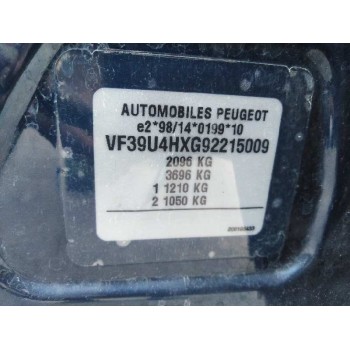 AUTOMOBILES PEUGEOT
e2*98/14*0199*10
VF39U4HXG92215009
2096 KG
3696 KG
1 1210 KG
2 1050 KG